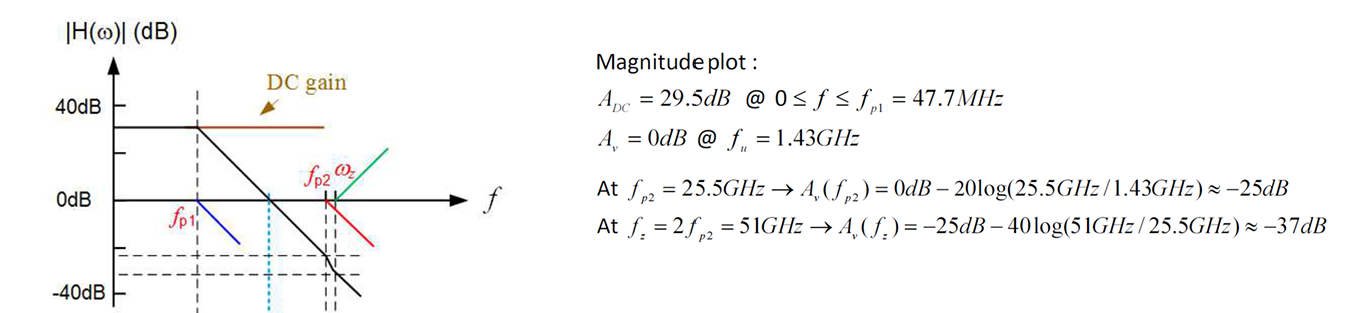 |H(ω)| (dB)
DC gain
40dB
f_p2 ω_z
0dB
f
f_p1
-40dB
Magnitude plot :
A_DC = 29.5dB @ 0 ≤ f ≤ f_p1 = 47.7MHz
A_v = 0dB @ f_u = 1.43GHz
At f_p2 = 25.5GHz → A_v(f_p2) = 0dB − 20log(25.5GHz / 1.43GHz) ≈ −25dB
At f_z = 2f_p2 = 51GHz → A_v(f_z) = −25dB − 40log(51GHz / 25.5GHz) ≈ −37dB